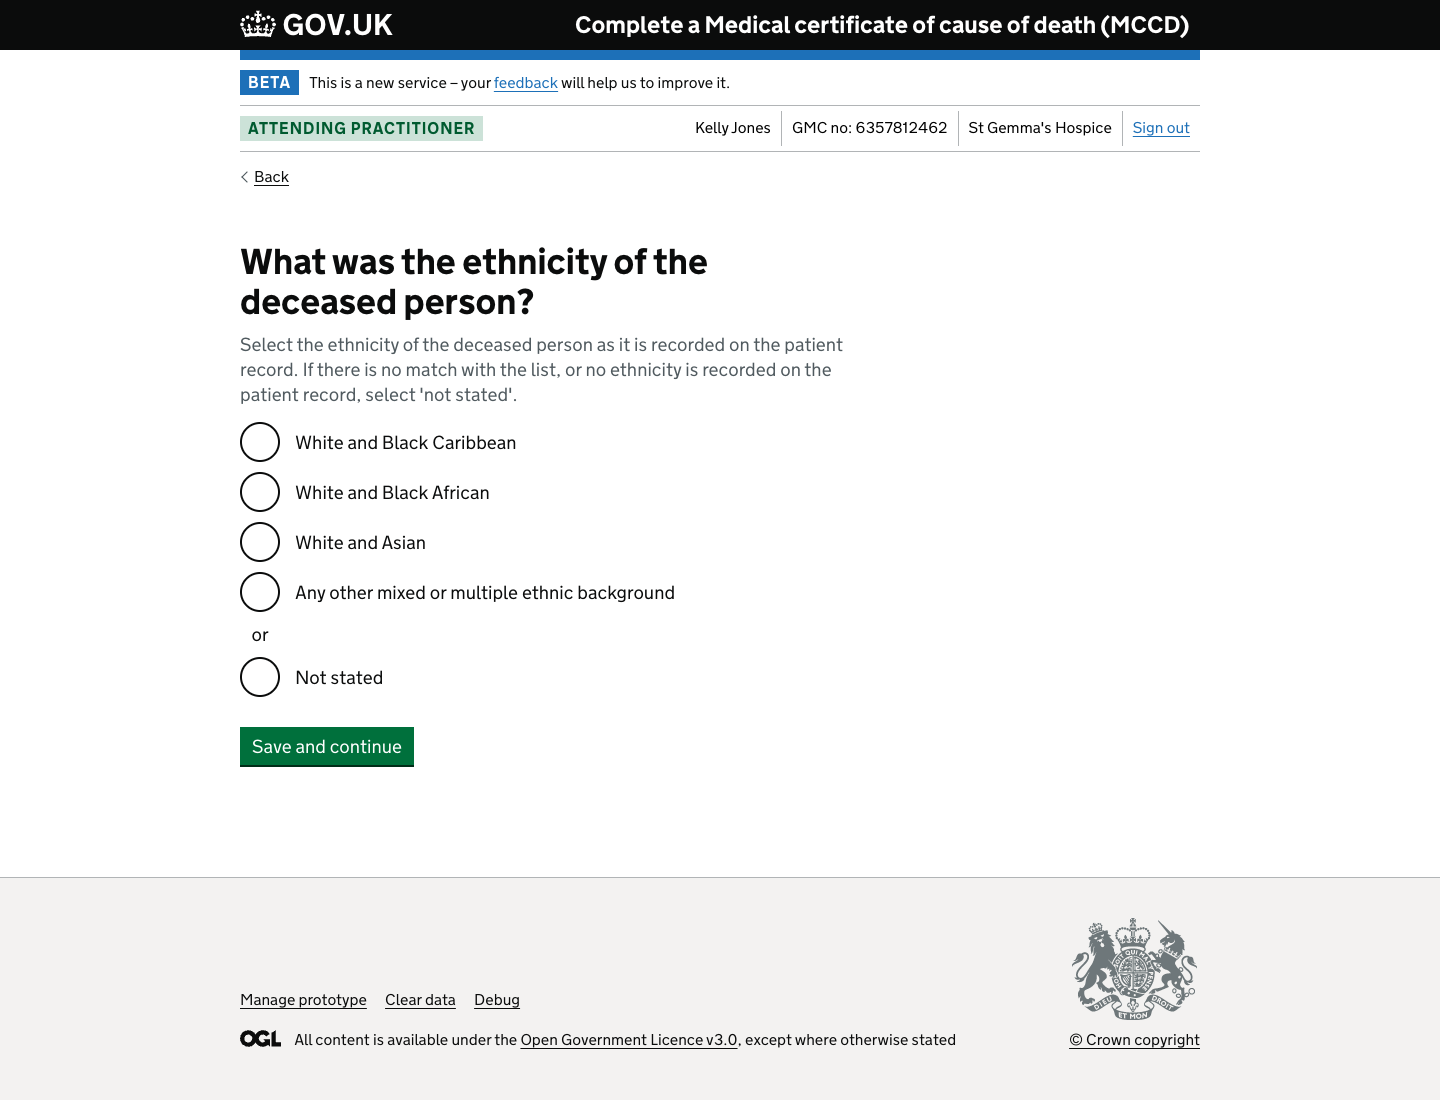 GOV.UK
Complete a Medical certificate of cause of death (MCCD)
BETA
This is a new service – your feedback will help us to improve it.
ATTENDING PRACTITIONER
Kelly Jones
GMC no: 6357812462
St Gemma's Hospice
Sign out
Back
What was the ethnicity of the
deceased person?
Select the ethnicity of the deceased person as it is recorded on the patient
record. If there is no match with the list, or no ethnicity is recorded on the
patient record, select 'not stated'.
White and Black Caribbean
White and Black African
White and Asian
Any other mixed or multiple ethnic background
or
Not stated
Save and continue
Manage prototype
Clear data
Debug
OGL
All content is available under the Open Government Licence v3.0, except where otherwise stated
DIEU ET MON DROIT
© Crown copyright